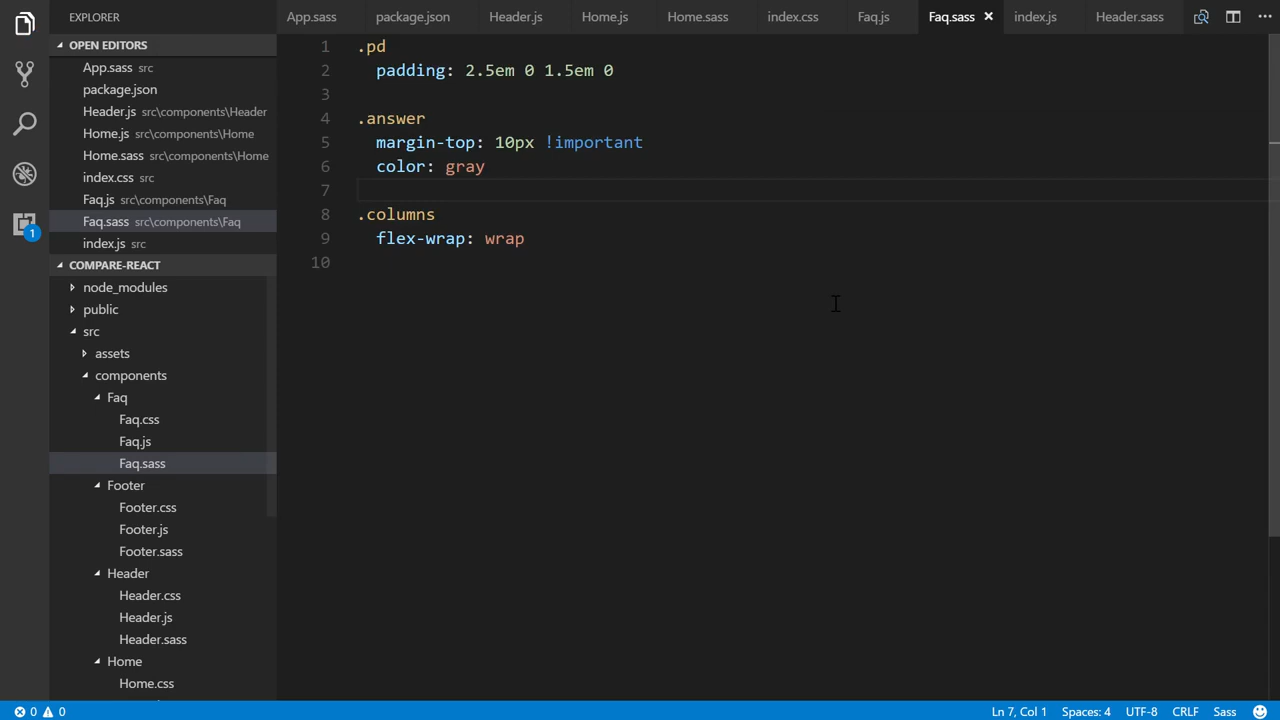 EXPLORER
App.sass
package.json
Header.js
Home.js
Home.sass
index.css
Faq.js
Faq.sass
index.js
Header.sass
OPEN EDITORS
App.sass src
package.json
Header.js src\components\Header
Home.js src\components\Home
Home.sass src\components\Home
index.css src
Faq.js src\components\Faq
Faq.sass src\components\Faq
index.js src
COMPARE-REACT
node_modules
public
src
assets
components
Faq
Faq.css
Faq.js
Faq.sass
Footer
Footer.css
Footer.js
Footer.sass
Header
Header.css
Header.js
Header.sass
Home
Home.css
1
1 .pd
2 padding: 2.5em 0 1.5em 0
3
4 .answer
5 margin-top: 10px !important
6 color: gray
7
8 .columns
9 flex-wrap: wrap
10
0 0
Ln 7, Col 1
Spaces: 4
UTF-8
CRLF
Sass